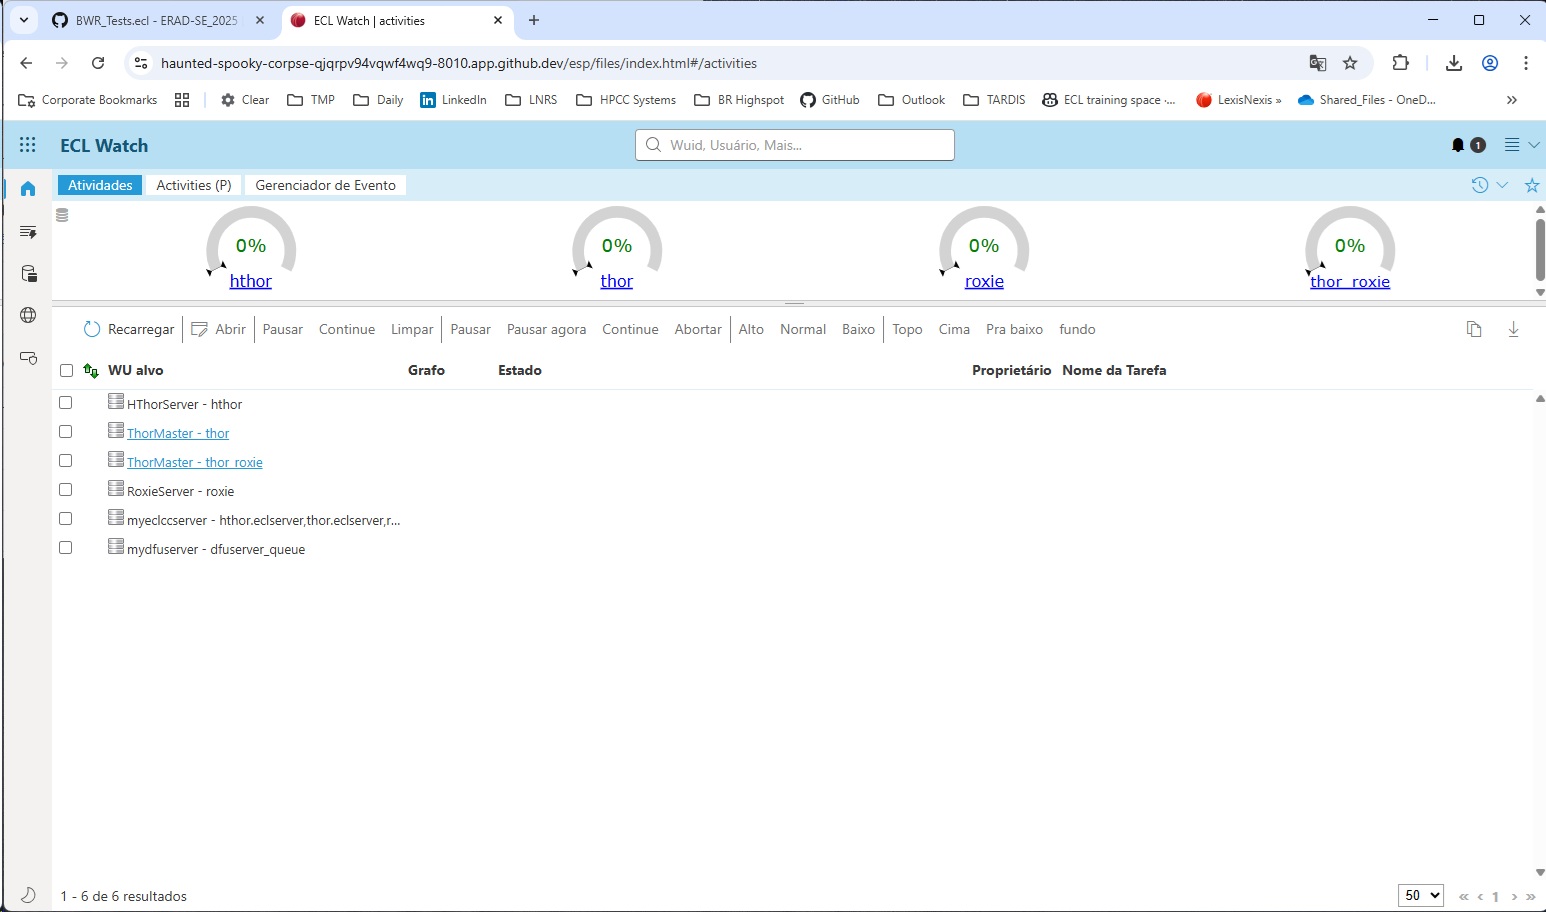 BWR_Tests.ecl - ERAD-SE_2025
ECL Watch | activities
haunted-spooky-corpse-qjqrpv94vqwf4wq9-8010.app.github.dev/esp/files/index.html#/activities
Corporate Bookmarks Clear TMP Daily LinkedIn LNRS HPCC Systems BR Highspot GitHub Outlook TARDIS ECL training space -... LexisNexis » Shared_Files - OneD... »
ECL Watch
Wuid, Usuário, Mais...
1
Atividades Activities (P) Gerenciador de Evento
0% 0% 0% 0%
hthor thor roxie thor_roxie
Recarregar Abrir Pausar Continue Limpar Pausar Pausar agora Continue Abortar Alto Normal Baixo Topo Cima Pra baixo fundo
WU alvo Grafo Estado Proprietário Nome da Tarefa
HThorServer - hthor
ThorMaster - thor
ThorMaster - thor_roxie
RoxieServer - roxie
myeclccserver - hthor.eclserver,thor.eclserver,r...
mydfuserver - dfuserver_queue
1 - 6 de 6 resultados
50 « ‹ 1 › »